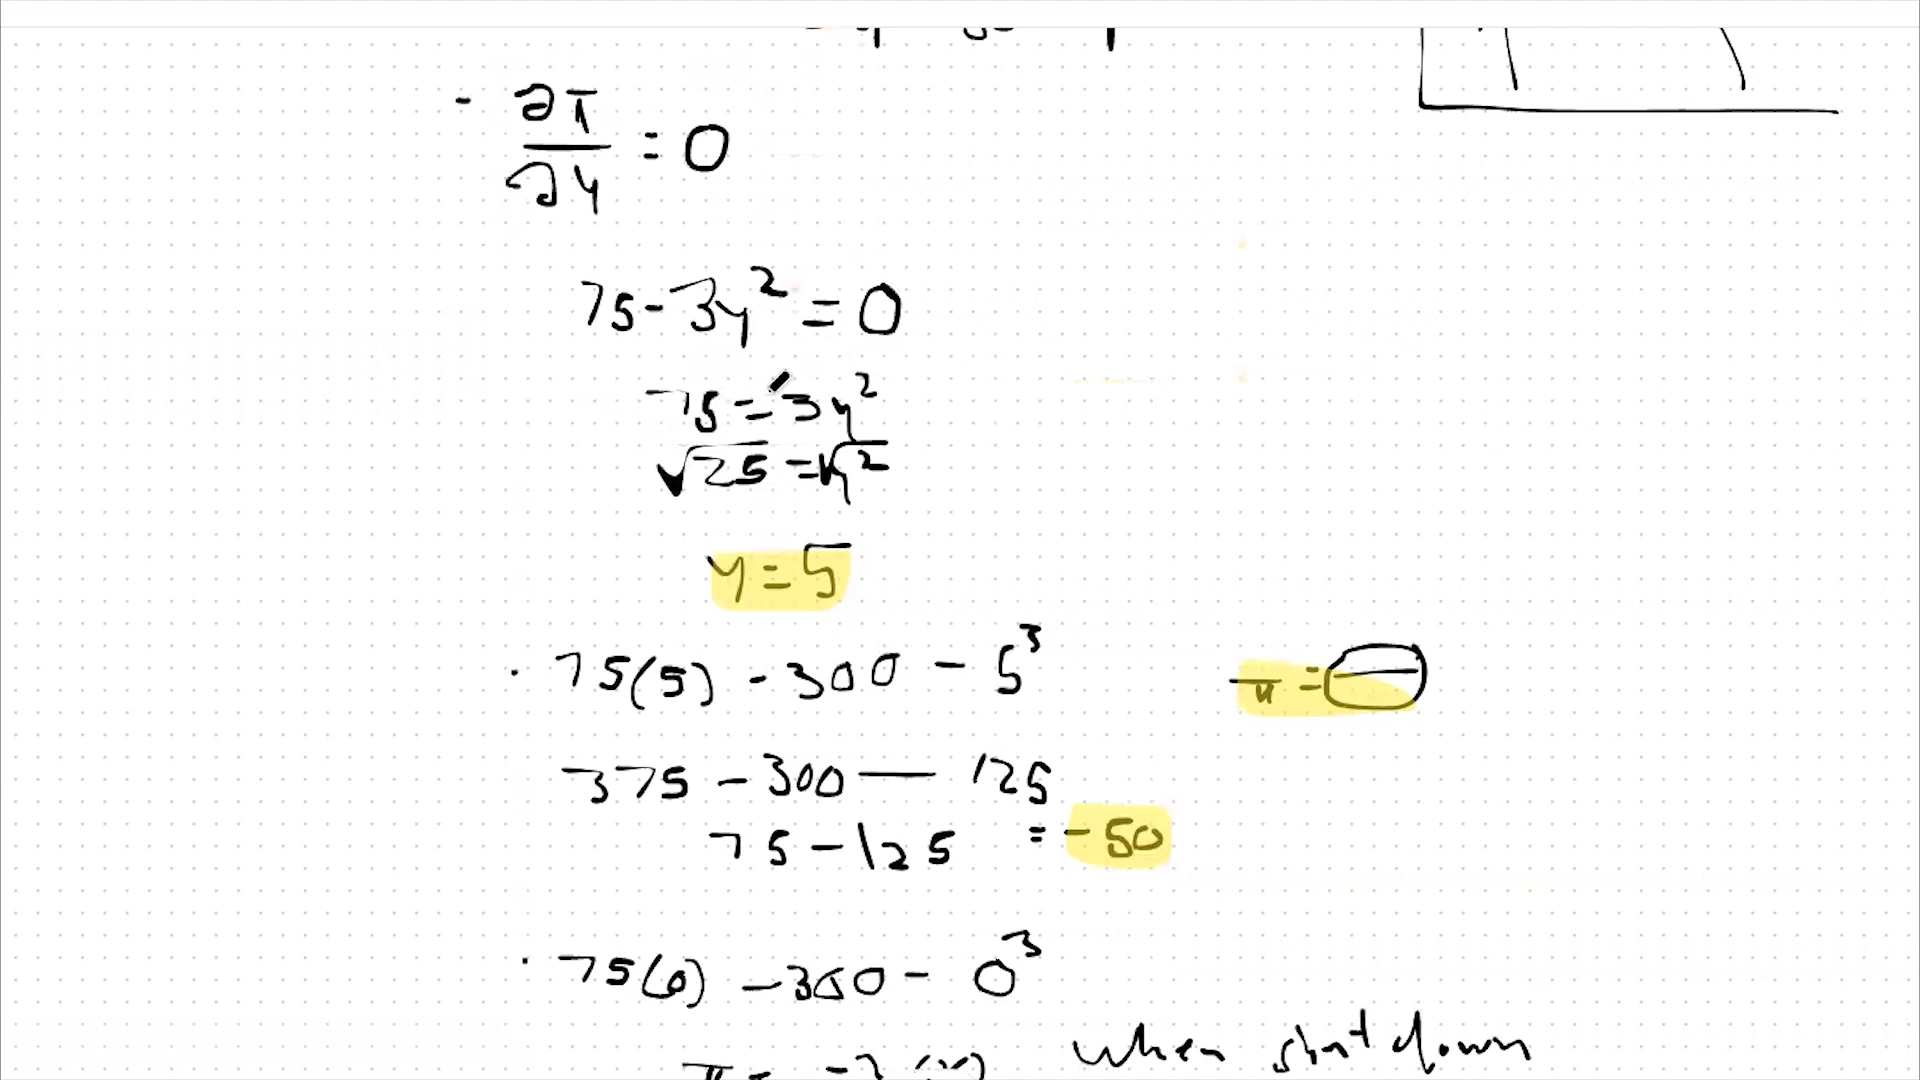 - ∂π/∂y = 0
75 - 3y² = 0
75 = 3y²
√25 = √y²
y = 5
· 75(5) - 300 - 5³
π =
375 - 300 — 125
75 - 125 = - 50
· 75(0) - 300 - 0³
when shut down